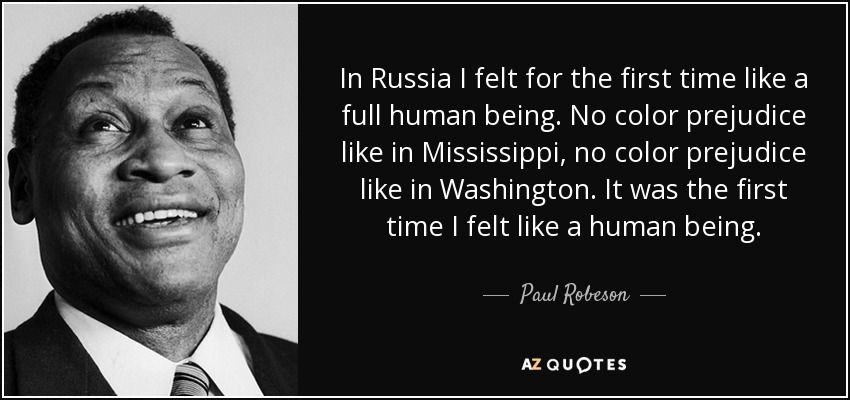 In Russia I felt for the first time like a
full human being. No color prejudice
like in Mississippi, no color prejudice
like in Washington. It was the first
time I felt like a human being.
Paul Robeson
AZ QUOTES